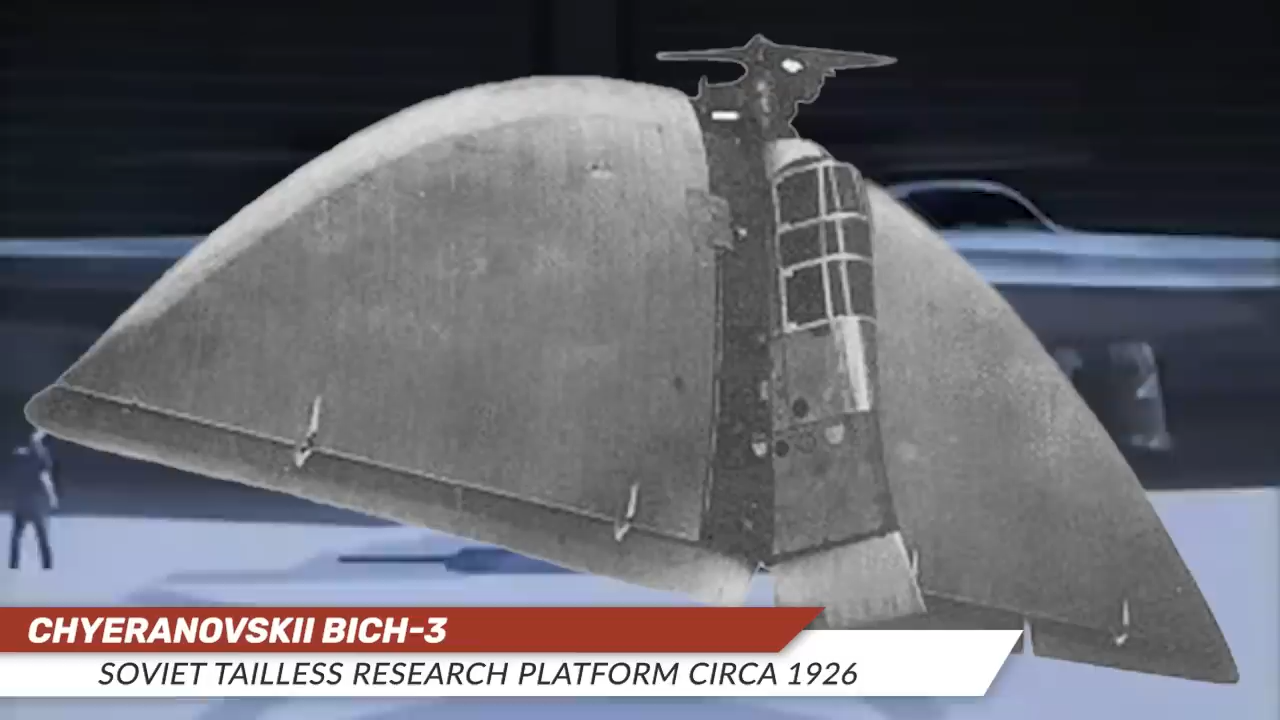 CHYERANOVSKII BICH-3
SOVIET TAILLESS RESEARCH PLATFORM CIRCA 1926